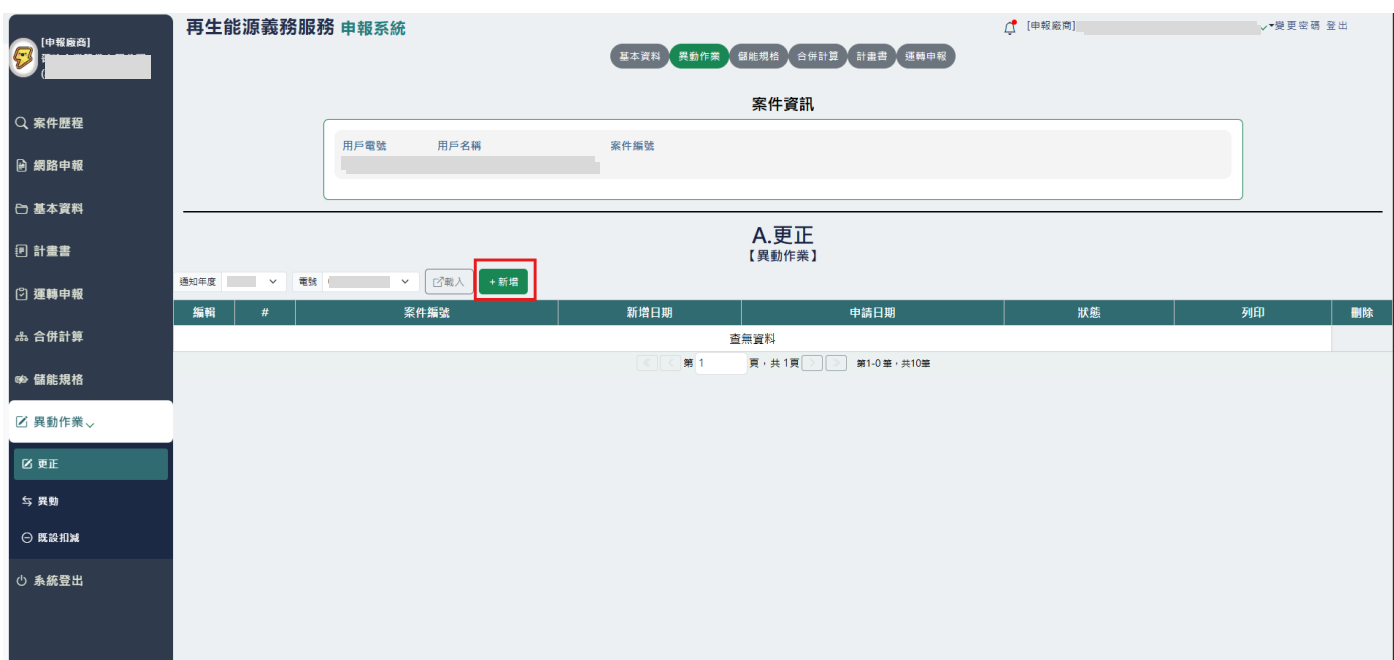 再生能源義務服務 申報系統
[申報廠商]
變更密碼 登出
[申報廠商]
(
基本資料 異動作業 儲能規格 合併計算 計畫書 運轉申報
案件歷程
網路申報
基本資料
計畫書
運轉申報
合併計算
儲能規格
異動作業
更正
異動
既設扣減
系統登出
案件資訊
用戶電號 用戶名稱 案件編號
A.更正
【異動作業】
通知年度 電號 載入 +新增
編輯 # 案件編號 新增日期 申請日期 狀態 列印 刪除
查無資料
第 1 頁，共 1頁 第1-0 筆，共10筆